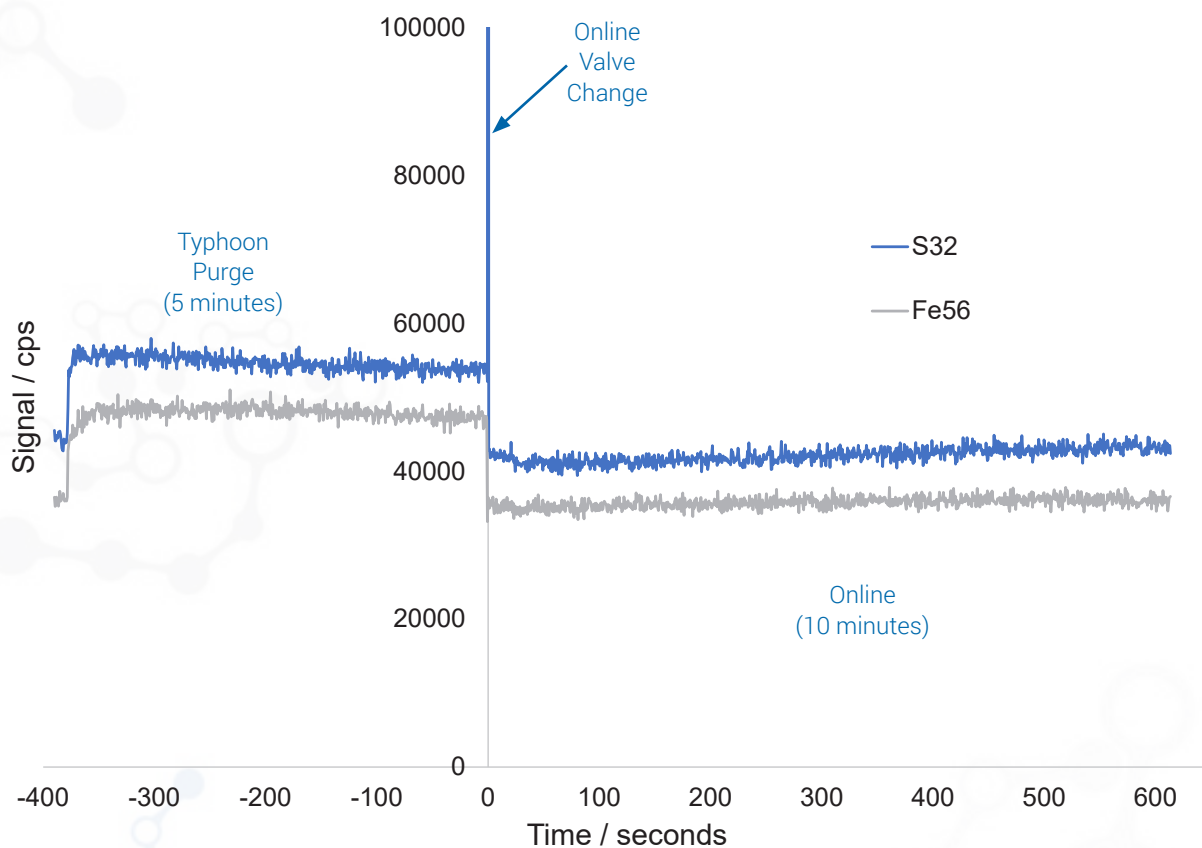 100000
Online
Valve
Change
80000
Typhoon
Purge
(5 minutes)
S32
Fe56
60000
Signal / cps
40000
20000
Online
(10 minutes)
0
-400 -300 -200 -100 0 100 200 300 400 500 600
Time / seconds